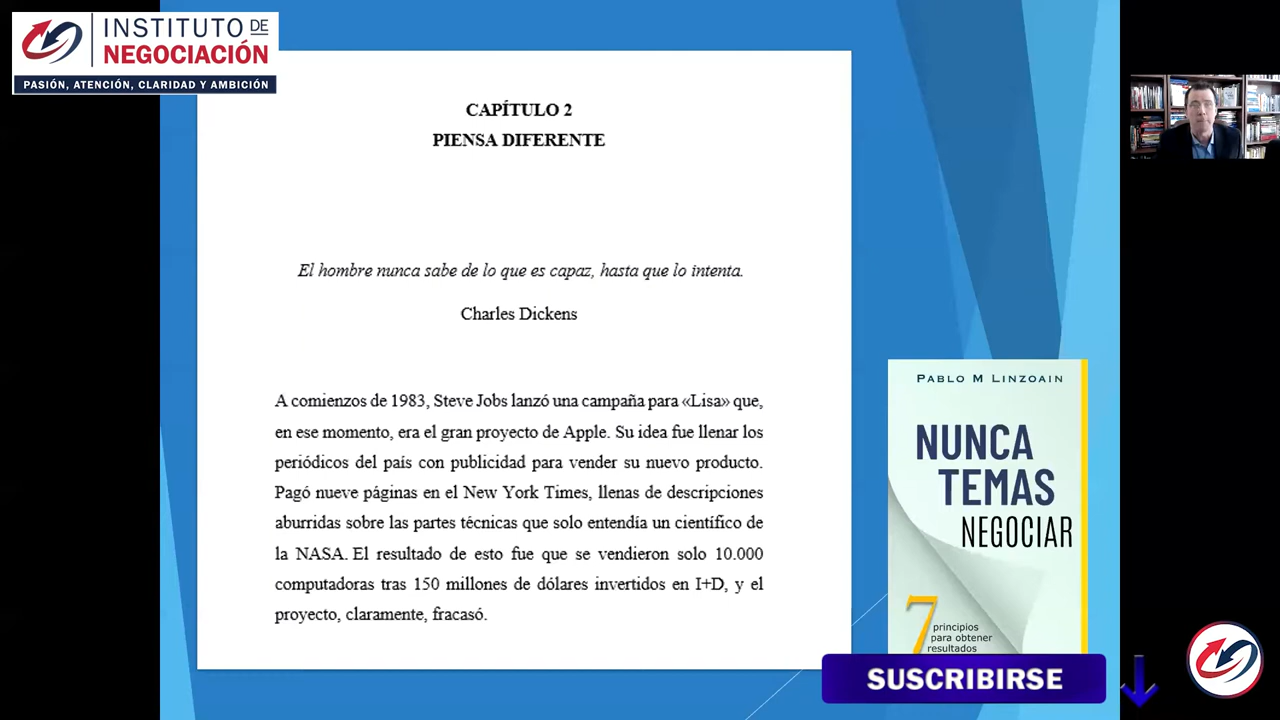 INSTITUTO DE
NEGOCIACIÓN
PASIÓN, ATENCIÓN, CLARIDAD Y AMBICIÓN
CAPÍTULO 2
PIENSA DIFERENTE
El hombre nunca sabe de lo que es capaz, hasta que lo intenta.
Charles Dickens
A comienzos de 1983, Steve Jobs lanzó una campaña para «Lisa» que,
en ese momento, era el gran proyecto de Apple. Su idea fue llenar los
periódicos del país con publicidad para vender su nuevo producto.
Pagó nueve páginas en el New York Times, llenas de descripciones
aburridas sobre las partes técnicas que solo entendía un científico de
la NASA. El resultado de esto fue que se vendieron solo 10.000
computadoras tras 150 millones de dólares invertidos en I+D, y el
proyecto, claramente, fracasó.
PABLO M LINZOAIN
NUNCA
TEMAS
NEGOCIAR
7 principios
para obtener
resultados
SUSCRIBIRSE